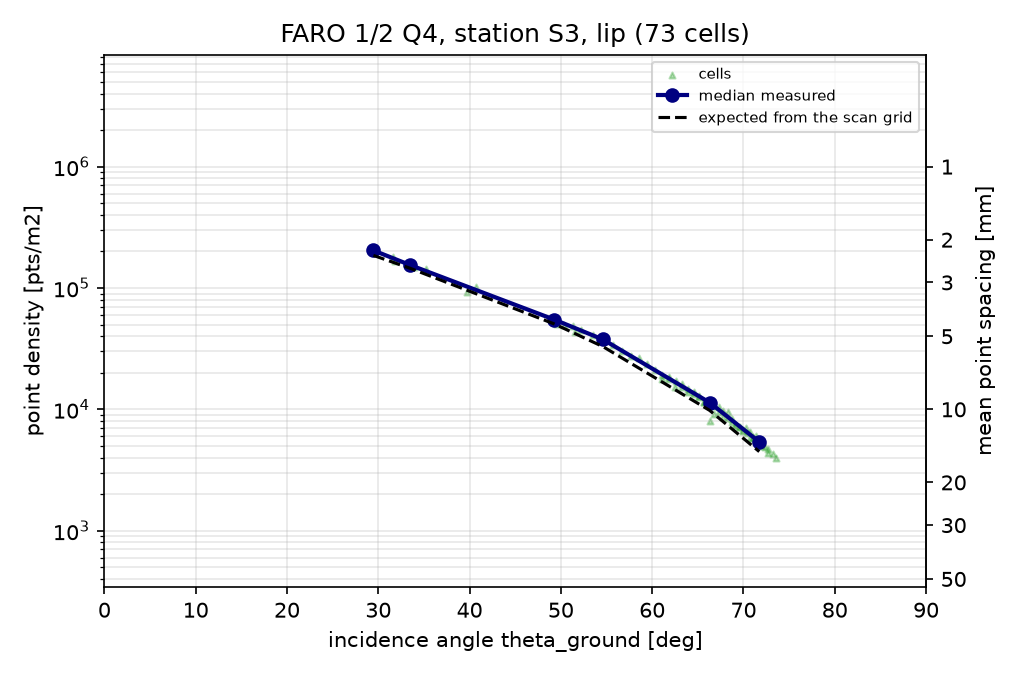 FARO 1/2 Q4, station S3, lip (73 cells)
cells
median measured
expected from the scan grid
point density [pts/m2]
10^6
10^5
10^4
10^3
1
2
3
5
10
20
30
50
mean point spacing [mm]
0 10 20 30 40 50 60 70 80 90
incidence angle theta_ground [deg]